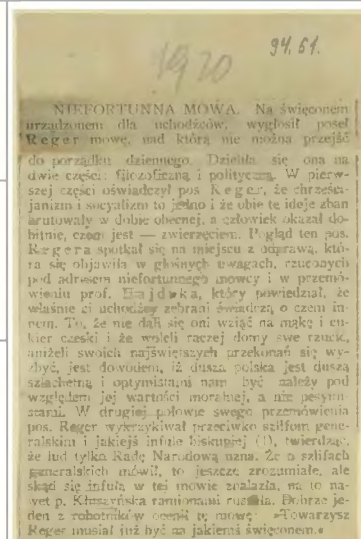 94.61.
1920
NIEFORTUNNA MOWA. Na święconem
urządzonem dla uchodźców, wygłosił poseł
Reger mowę, nad którą nie można przejść
do porządku dziennego. Dzieliła się ona na
dwie części: filozoficzną i polityczną. W pierw-
szej części oświadczył pos. Reger, że chrześci-
janizm i socyalizm to jedno i że obie te ideje zban
krutowały w dobie obecnej, a człowiek okazał do-
bitnie, czem jest — zwierzęciem. Pogląd ten pos.
Regera spotkał się na miejscu z odprawą, któ-
ra się objawiła w głośnych uwagach, rzuconych
pod adresem niefortunnego mowcy i w przemó-
wieniu prof. który powiedział, że
właśnie ci uchodźcy zebrani świadczą o czem in-
nem. To, że nie dali się oni wziąć na mąkę i cu-
kier czeski i że woleli raczej domy swe rzucić,
aniżeli swoich najświętszych przekonań się wy-
zbyć, jest dowodem, iż dusza polska jest duszą
szlachetną i optymistami nam być należy pod
względem jej wartości moralnej, a nie pesymi-
stami. W drugiej połowie swego przemówienia
pos. Reger wykrzykiwał przeciwko szlifom gene-
ralskim i jakiejś infule biskupiej (!), twierdząc,
że lud tylko Radę Narodową uzna. Że o szlifach
generalskich mówił, to jeszcze zrozumiałe, ale
skąd się infuła w tej mowie znalazła, na to na-
wet p. Kłuszyńska ramionami ruszała. Dobrze je-
den z robotników ocenił tę mowę: »Towarzysz
Reger musiał już być na jakiemś święconem.«